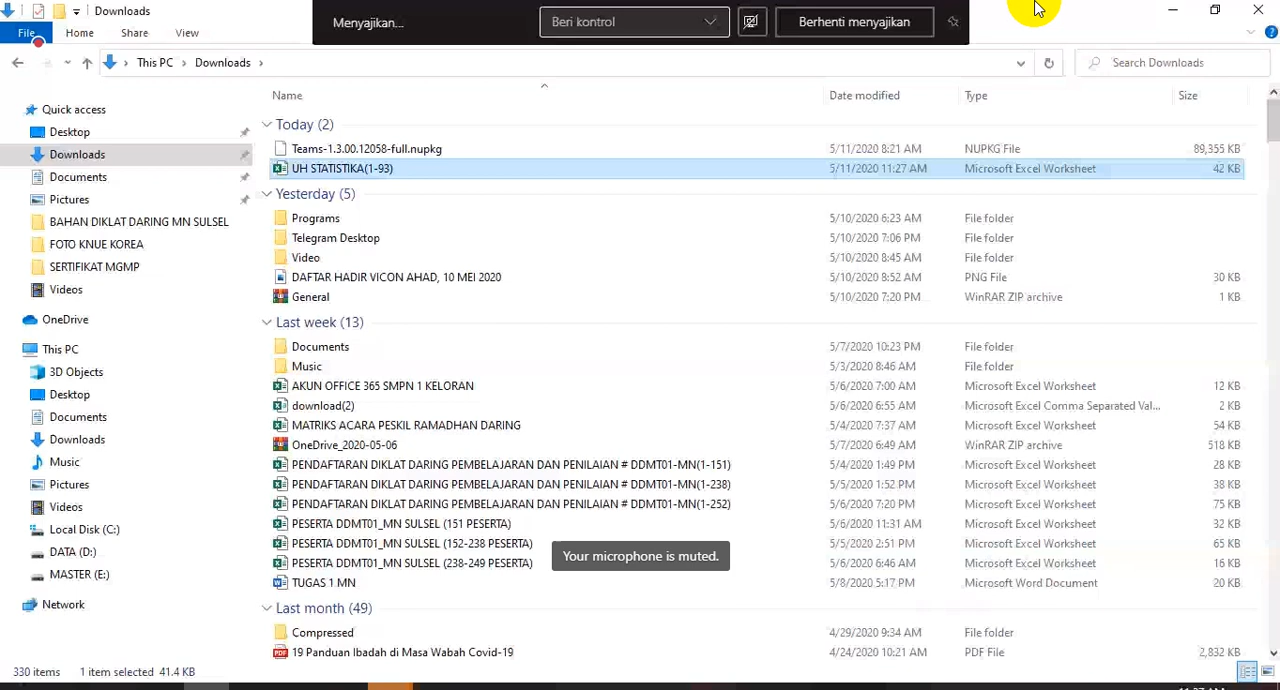 Downloads
Menyajikan...
Beri kontrol
Berhenti menyajikan
File
Home
Share
View
This PC
Downloads
Search Downloads
Name
Date modified
Type
Size
Quick access
Desktop
Downloads
Documents
Pictures
BAHAN DIKLAT DARING MN SULSEL
FOTO KNUE KOREA
SERTIFIKAT MGMP
Videos
OneDrive
This PC
3D Objects
Desktop
Documents
Downloads
Music
Pictures
Videos
Local Disk (C:)
DATA (D:)
MASTER (E:)
Network
Today (2)
Teams-1.3.00.12058-full.nupkg 5/11/2020 8:21 AM NUPKG File 89,355 KB
UH STATISTIKA(1-93) 5/11/2020 11:27 AM Microsoft Excel Worksheet 42 KB
Yesterday (5)
Programs 5/10/2020 6:23 AM File folder
Telegram Desktop 5/10/2020 7:06 PM File folder
Video 5/10/2020 8:45 AM File folder
DAFTAR HADIR VICON AHAD, 10 MEI 2020 5/10/2020 8:52 AM PNG File 30 KB
General 5/10/2020 7:20 PM WinRAR ZIP archive 1 KB
Last week (13)
Documents 5/7/2020 10:23 PM File folder
Music 5/3/2020 8:46 AM File folder
AKUN OFFICE 365 SMPN 1 KELORAN 5/6/2020 7:00 AM Microsoft Excel Worksheet 12 KB
download(2) 5/6/2020 6:55 AM Microsoft Excel Comma Separated Val... 2 KB
MATRIKS ACARA PESKIL RAMADHAN DARING 5/4/2020 7:37 AM Microsoft Excel Worksheet 54 KB
OneDrive_2020-05-06 5/7/2020 6:49 AM WinRAR ZIP archive 518 KB
PENDAFTARAN DIKLAT DARING PEMBELAJARAN DAN PENILAIAN # DDMT01-MN(1-151) 5/4/2020 1:49 PM Microsoft Excel Worksheet 28 KB
PENDAFTARAN DIKLAT DARING PEMBELAJARAN DAN PENILAIAN # DDMT01-MN(1-238) 5/5/2020 1:52 PM Microsoft Excel Worksheet 38 KB
PENDAFTARAN DIKLAT DARING PEMBELAJARAN DAN PENILAIAN # DDMT01-MN(1-252) 5/6/2020 7:20 PM Microsoft Excel Worksheet 75 KB
PESERTA DDMT01_MN SULSEL (151 PESERTA) 5/6/2020 11:31 AM Microsoft Excel Worksheet 32 KB
PESERTA DDMT01_MN SULSEL (152-238 PESERTA) 5/5/2020 2:51 PM Microsoft Excel Worksheet 65 KB
PESERTA DDMT01_MN SULSEL (238-249 PESERTA) 5/6/2020 6:46 AM Microsoft Excel Worksheet 16 KB
TUGAS 1 MN 5/8/2020 5:17 PM Microsoft Word Document 20 KB
Your microphone is muted.
Last month (49)
Compressed 4/29/2020 9:34 AM File folder
19 Panduan Ibadah di Masa Wabah Covid-19 4/24/2020 10:21 AM PDF File 2,832 KB
330 items 1 item selected 41.4 KB